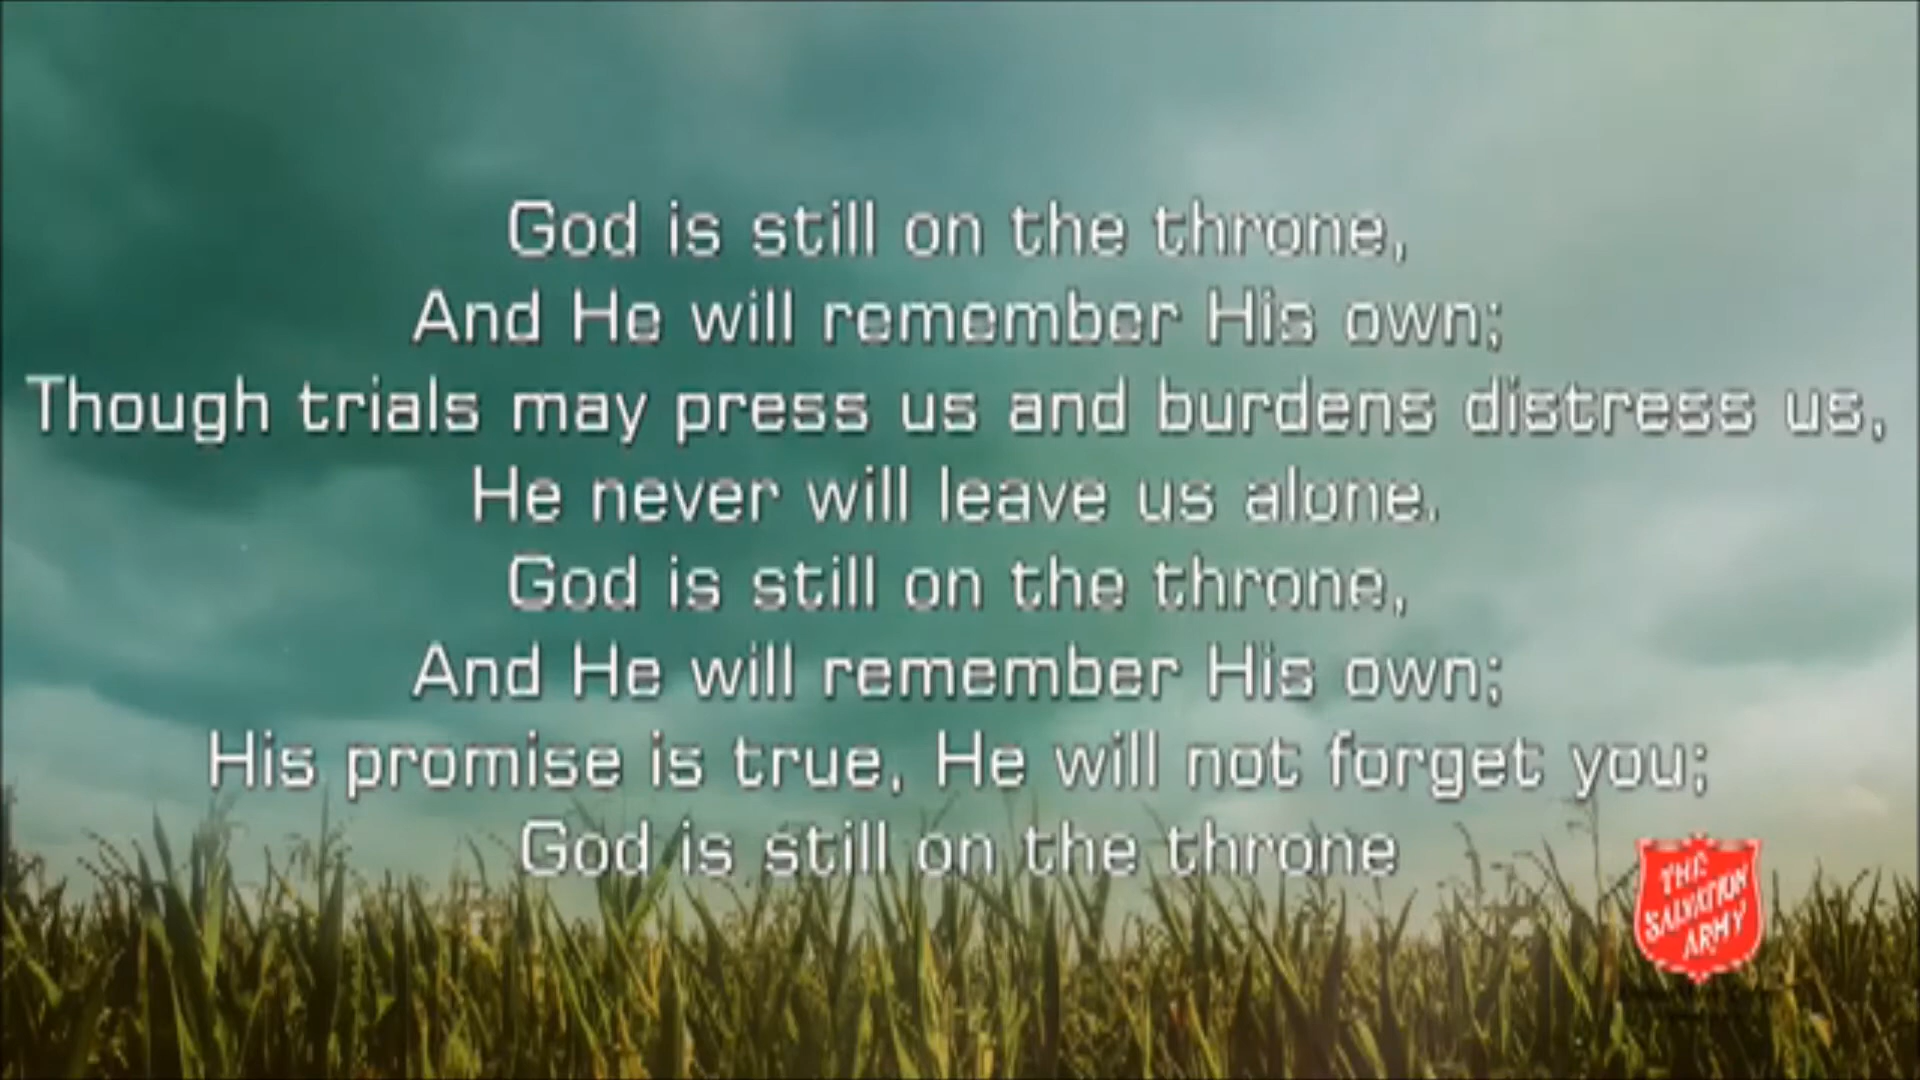 God is still on the throne,
And He will remember His own;
Though trials may press us and burdens distress us,
He never will leave us alone.
God is still on the throne,
And He will remember His own;
His promise is true, He will not forget you;
God is still on the throne
THE
SALVATION
ARMY